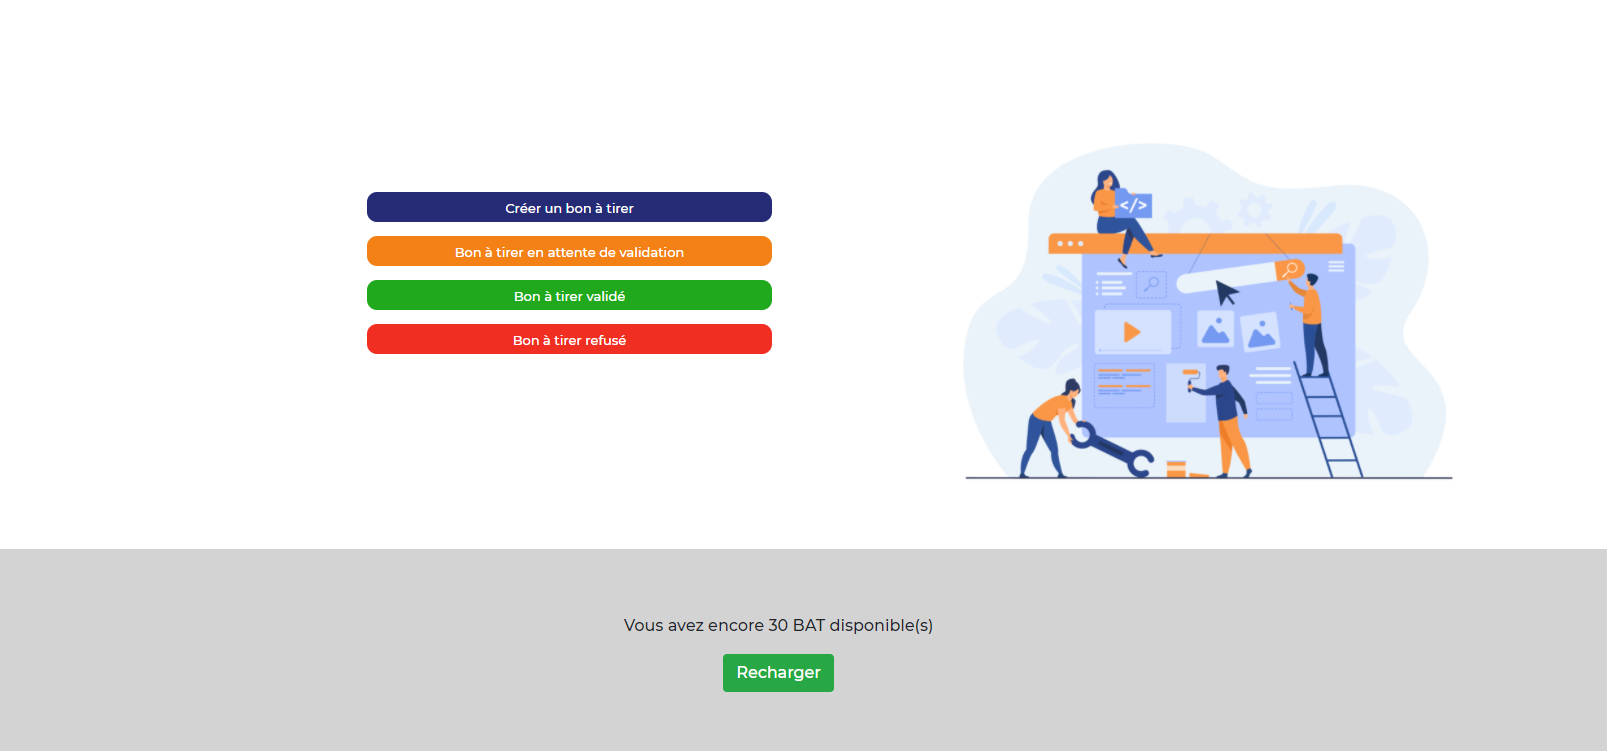 Créer un bon à tirer
Bon à tirer en attente de validation
Bon à tirer validé
Bon à tirer refusé
</>
Vous avez encore 30 BAT disponible(s)
Recharger